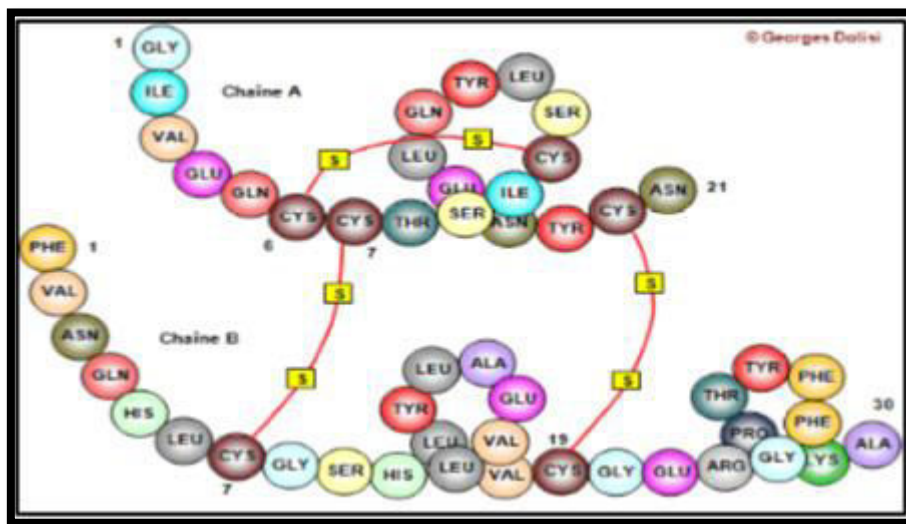 © Georges Dolisi
1
GLY
ILE
Chaine A
VAL
GLU
GLN
CYS
6
CYS
7
THR
SER
ILE
CYS
SER
LEU
TYR
GLN
LEU
GLU
ASN
TYR
CYS
ASN
21
S
S
S
S
S
S
PHE
1
VAL
ASN
Chaine B
GLN
HIS
LEU
CYS
7
GLY
SER
HIS
LEU
VAL
GLU
ALA
LEU
TYR
LEU
VAL
CYS
19
GLY
GLU
ARG
GLY
PHE
PHE
TYR
THR
PRO
LYS
ALA
30